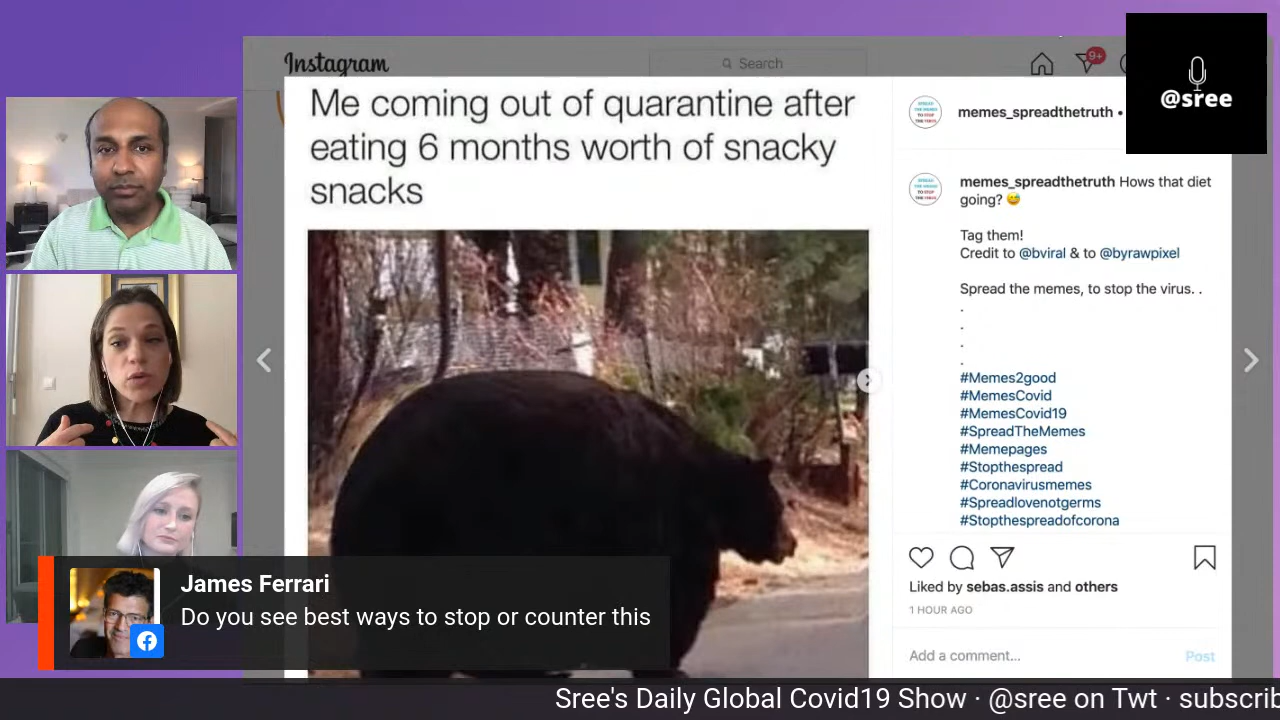 Instagram
Search
9+
@sree
Me coming out of quarantine after
eating 6 months worth of snacky
snacks
memes_spreadthetruth •
memes_spreadthetruth Hows that diet
going? 😅
Tag them!
Credit to @bviral & to @byrawpixel
Spread the memes, to stop the virus. .
.
.
.
.
#Memes2good
#MemesCovid
#MemesCovid19
#SpreadTheMemes
#Memepages
#Stopthespread
#Coronavirusmemes
#Spreadlovenotgerms
#Stopthespreadofcorona
Liked by sebas.assis and others
1 HOUR AGO
Add a comment... Post
James Ferrari
Do you see best ways to stop or counter this
Sree's Daily Global Covid19 Show · @sree on Twt · subscrib